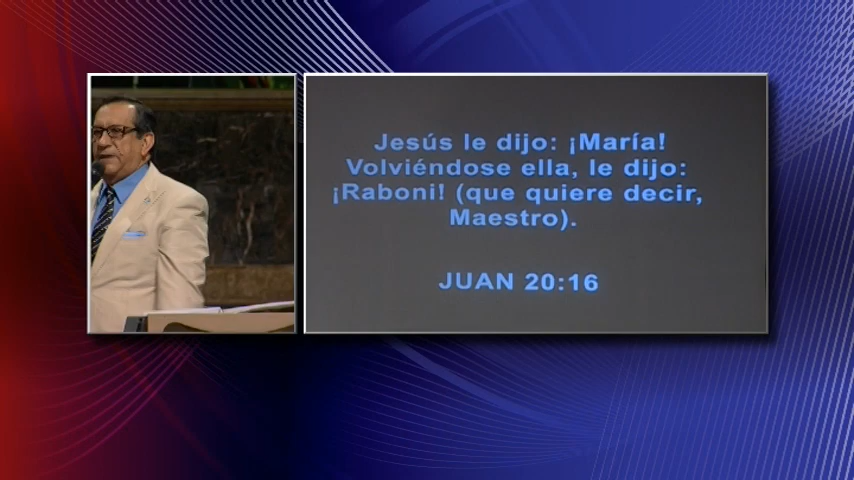 Jesús le dijo: ¡María!
Volviéndose ella, le dijo:
¡Raboni! (que quiere decir,
Maestro).
JUAN 20:16